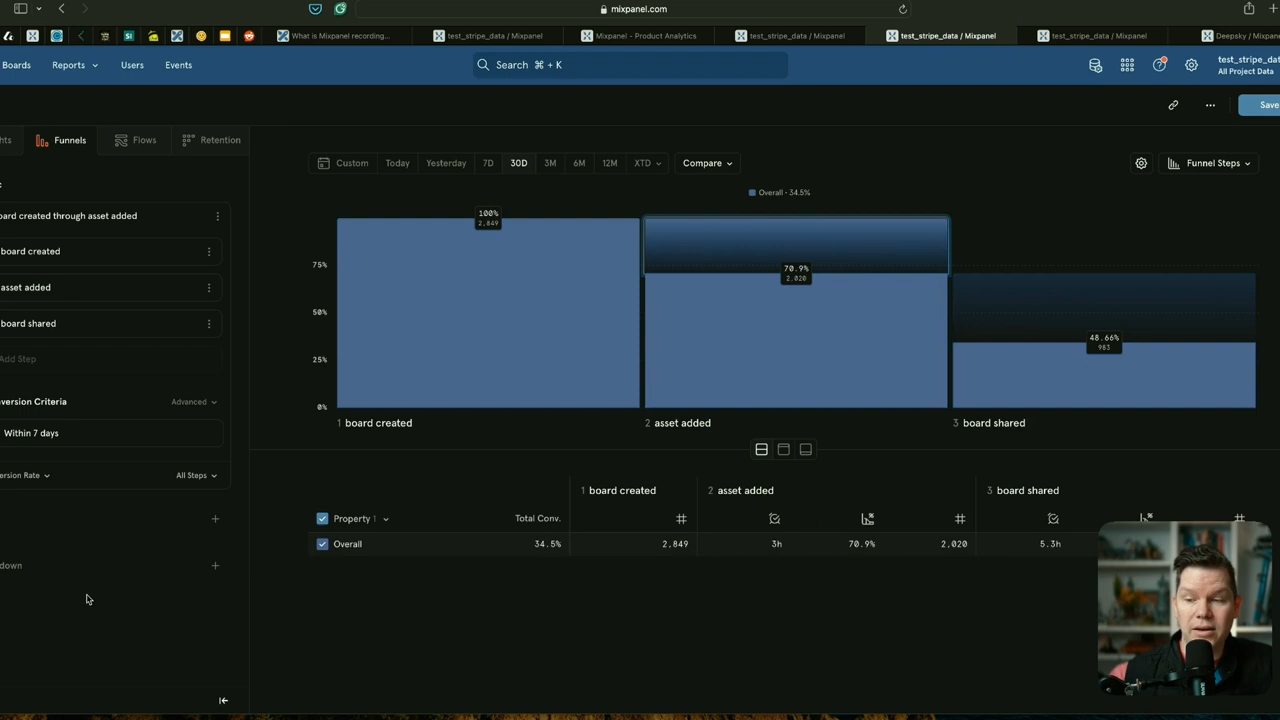 mixpanel.com
What is Mixpanel recording...
test_stripe_data / Mixpanel
Mixpanel - Product Analytics
test_stripe_data / Mixpanel
test_stripe_data / Mixpanel
test_stripe_data / Mixpanel
Deepsky / Mixpane
Boards
Reports
Users
Events
Search ⌘ + K
test_stripe_dat
All Project Data
Save
hts
Funnels
Flows
Retention
oard created through asset added
board created
asset added
board shared
Add Step
nversion Criteria
Advanced
Within 7 days
ersion Rate
All Steps
down
Custom
Today
Yesterday
7D
30D
3M
6M
12M
XTD
Compare
Funnel Steps
Overall - 34.5%
100%
2,849
75%
50%
25%
0%
70.9%
2,020
48.66%
983
1 board created
2 asset added
3 board shared
1 board created
2 asset added
3 board shared
Property 1
Total Conv.
#
%
#
%
#
Overall
34.5%
2,849
3h
70.9%
2,020
5.3h